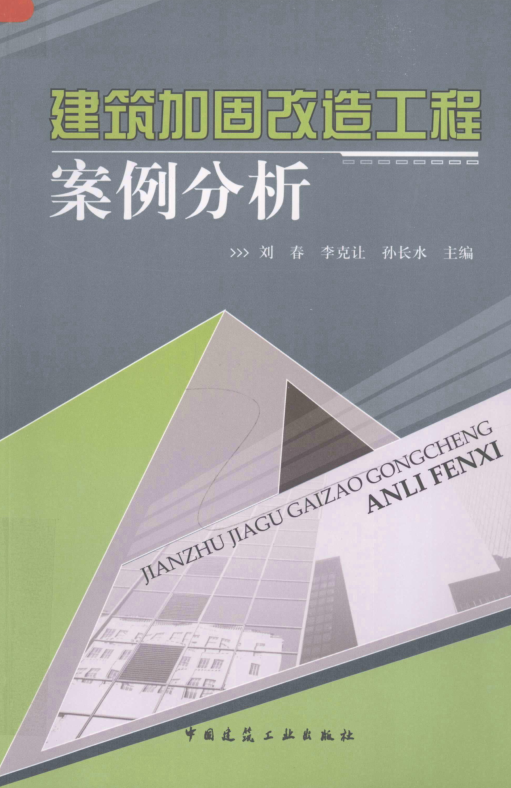 建筑加固改造工程
案例分析
>>> 刘 春 李克让 孙长水 主编
JIANZHU JIAGU GAIZAO GONGCHENG
ANLI FENXI
中国建筑工业出版社